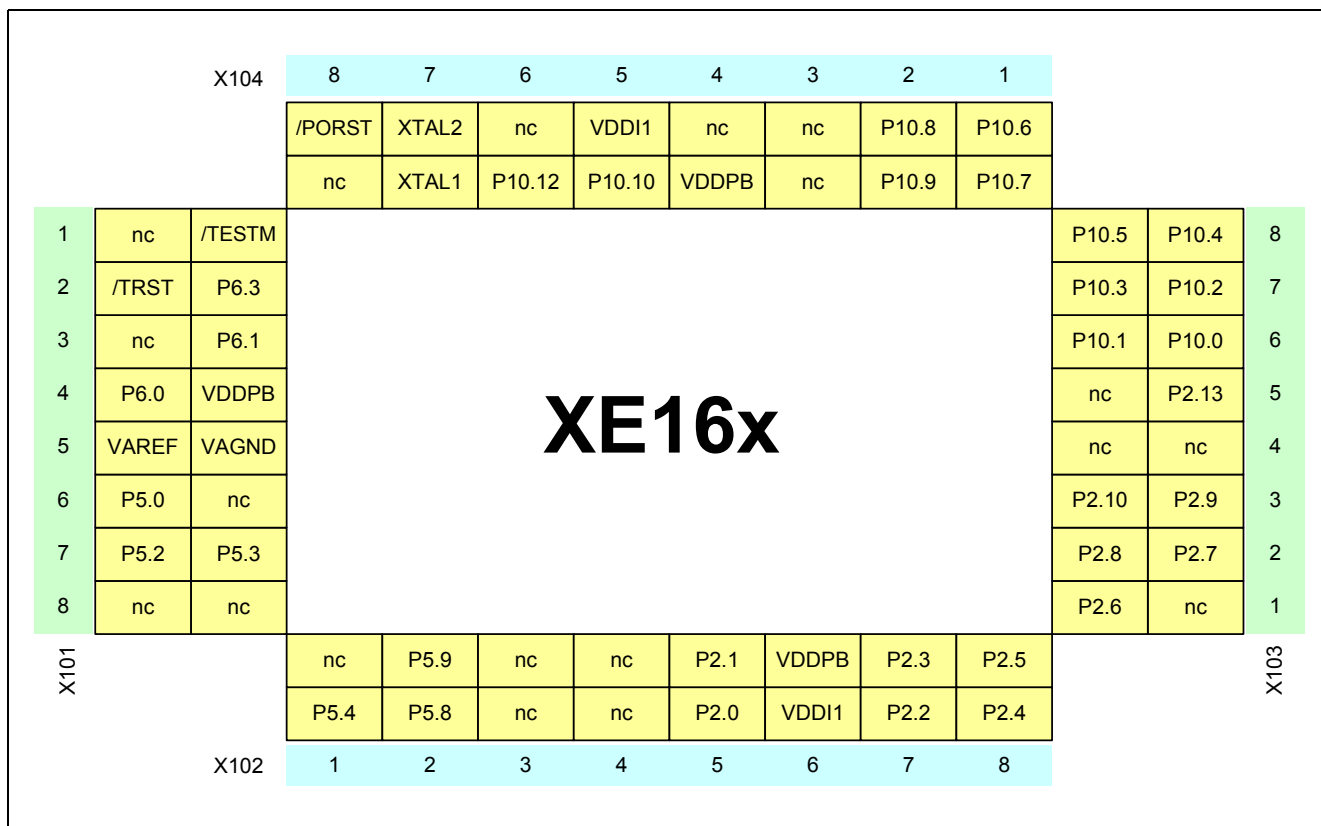 X104 8 7 6 5 4 3 2 1
/PORST XTAL2 nc VDDI1 nc nc P10.8 P10.6
nc XTAL1 P10.12 P10.10 VDDPB nc P10.9 P10.7
1 nc /TESTM P10.5 P10.4 8
2 /TRST P6.3 P10.3 P10.2 7
3 nc P6.1 P10.1 P10.0 6
4 P6.0 VDDPB nc P2.13 5
XE16x
5 VAREF VAGND nc nc 4
6 P5.0 nc P2.10 P2.9 3
7 P5.2 P5.3 P2.8 P2.7 2
8 nc nc P2.6 nc 1
X101 nc P5.9 nc nc P2.1 VDDPB P2.3 P2.5 X103
P5.4 P5.8 nc nc P2.0 VDDI1 P2.2 P2.4
X102 1 2 3 4 5 6 7 8